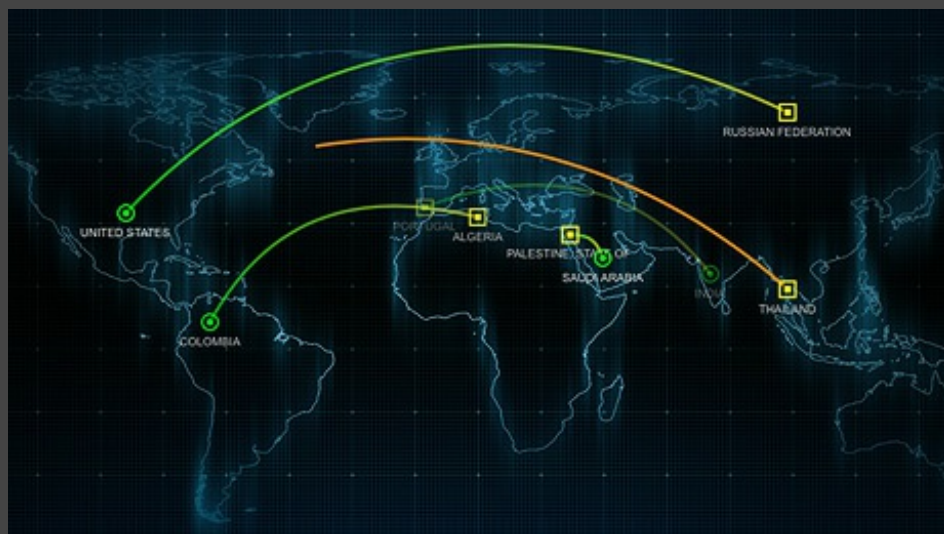 RUSSIAN FEDERATION
UNITED STATES
PORTUGAL
ALGERIA
PALESTINE, STATE OF
SAUDI ARABIA
INDIA
THAILAND
COLOMBIA